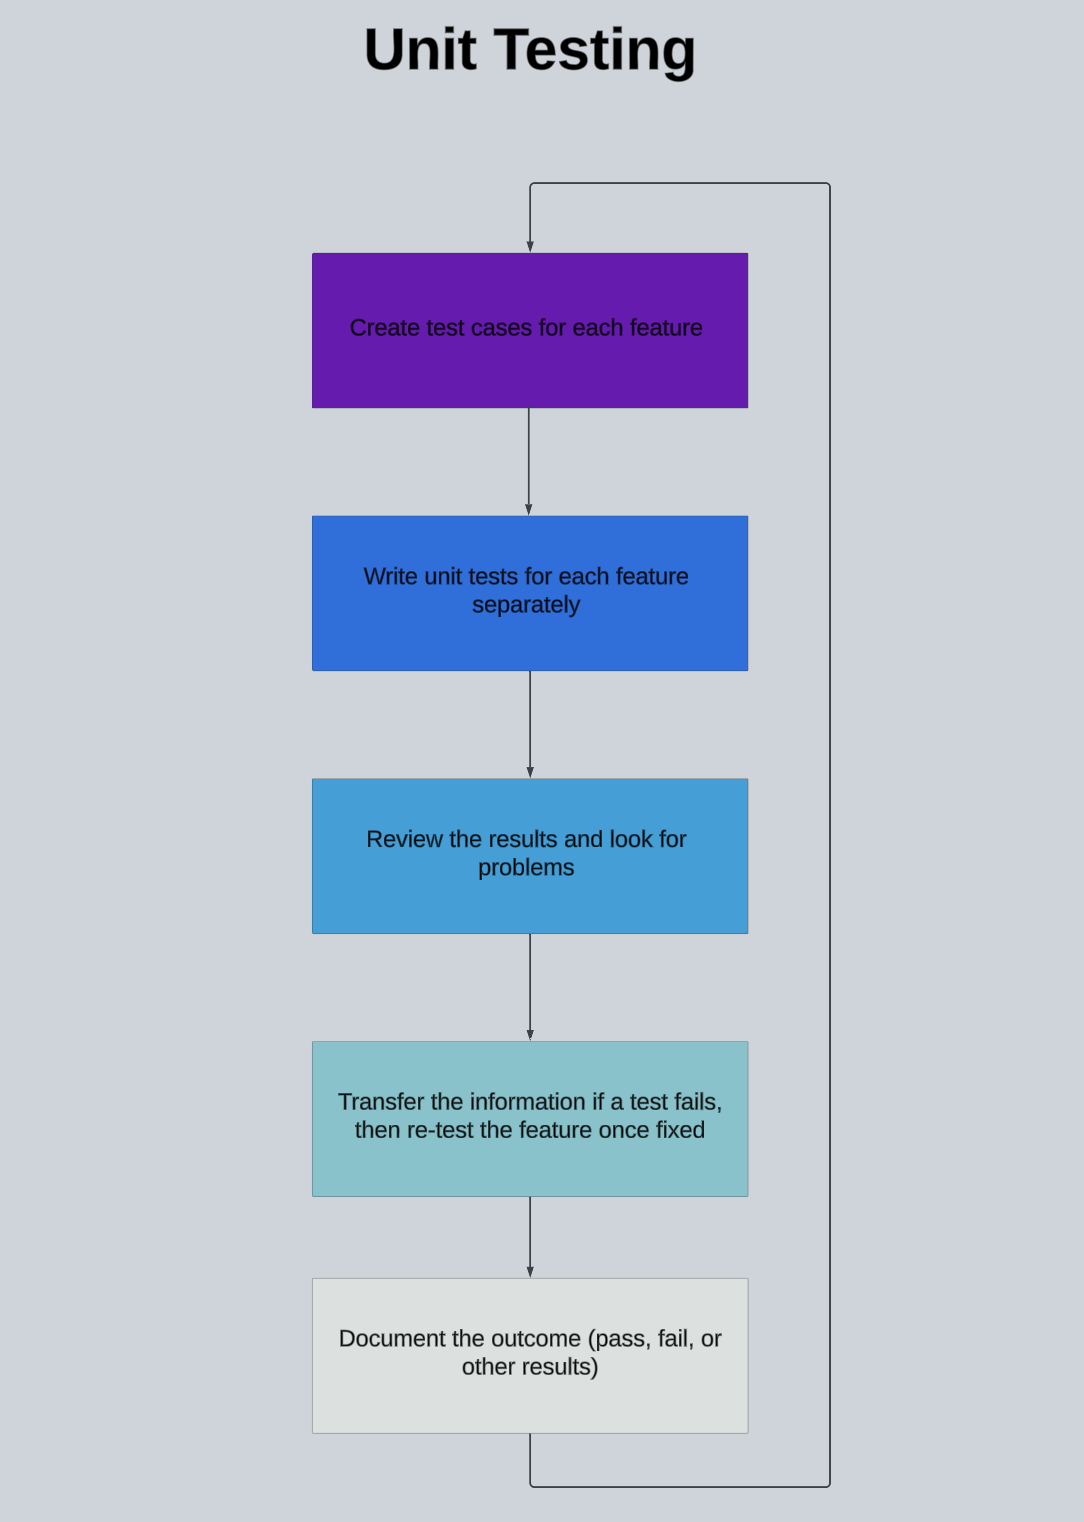 Unit Testing
Create test cases for each feature
Write unit tests for each feature
separately
Review the results and look for
problems
Transfer the information if a test fails,
then re-test the feature once fixed
Document the outcome (pass, fail, or
other results)